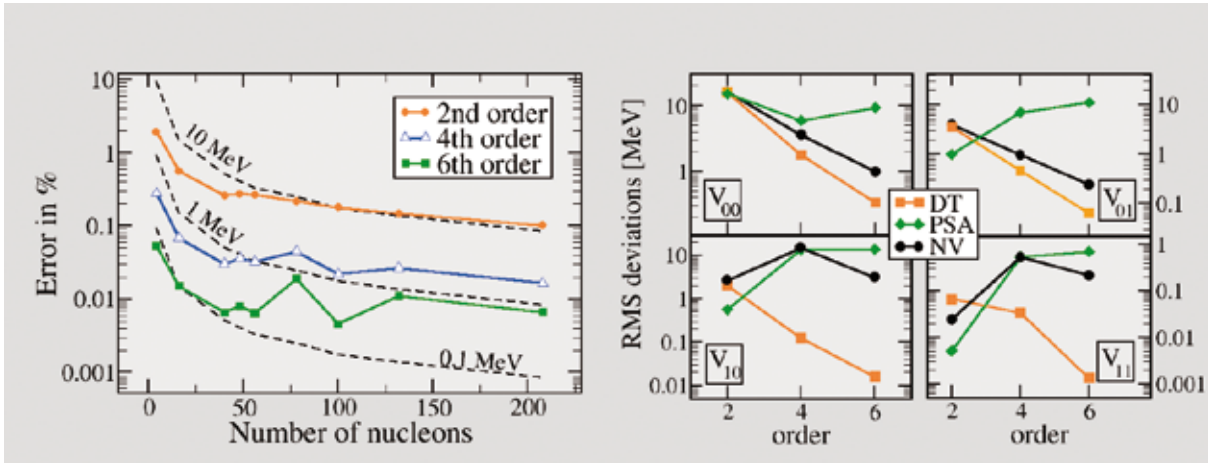 10
1
0.1
0.01
0.001
Error in %
10 MeV
1 MeV
0.1 MeV
2nd order
4th order
6th order
0
50
100
150
200
Number of nucleons
RMS deviations [MeV]
10
1
V00
10
1
0.1
V01
DT
PSA
NV
10
1
0.1
0.01
V10
1
0.1
0.01
0.001
V11
2
4
6
order
2
4
6
order